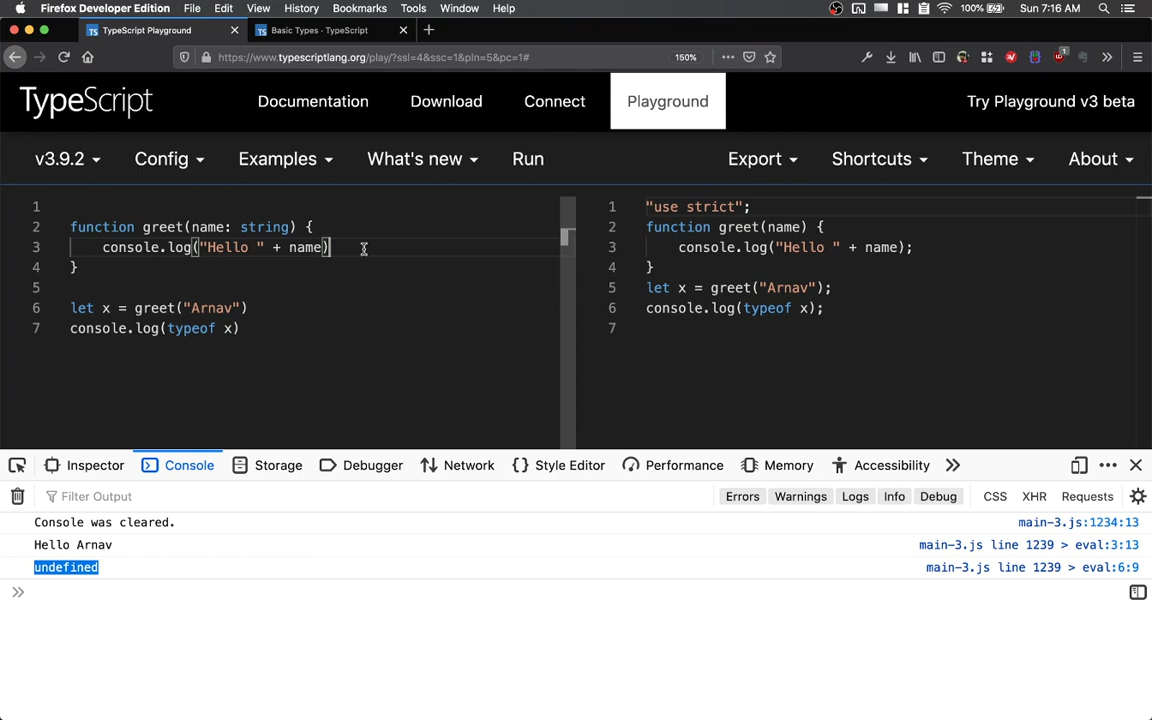 Firefox Developer Edition File Edit View History Bookmarks Tools Window Help 100% Sun 7:16 AM
TS TypeScript Playground TS Basic Types · TypeScript
https://www.typescriptlang.org/play/?ssl=4&ssc=1&pln=5&pc=1# 150% 1
TypeScript Documentation Download Connect Playground Try Playground v3 beta
v3.9.2 Config Examples What's new Run Export Shortcuts Theme About
1
2 function greet(name: string) {
3 console.log("Hello " + name)
4 }
5
6 let x = greet("Arnav")
7 console.log(typeof x)
1 "use strict";
2 function greet(name) {
3 console.log("Hello " + name);
4 }
5 let x = greet("Arnav");
6 console.log(typeof x);
7
Inspector Console Storage Debugger Network Style Editor Performance Memory Accessibility
Filter Output Errors Warnings Logs Info Debug CSS XHR Requests
Console was cleared. main-3.js:1234:13
Hello Arnav main-3.js line 1239 > eval:3:13
undefined main-3.js line 1239 > eval:6:9